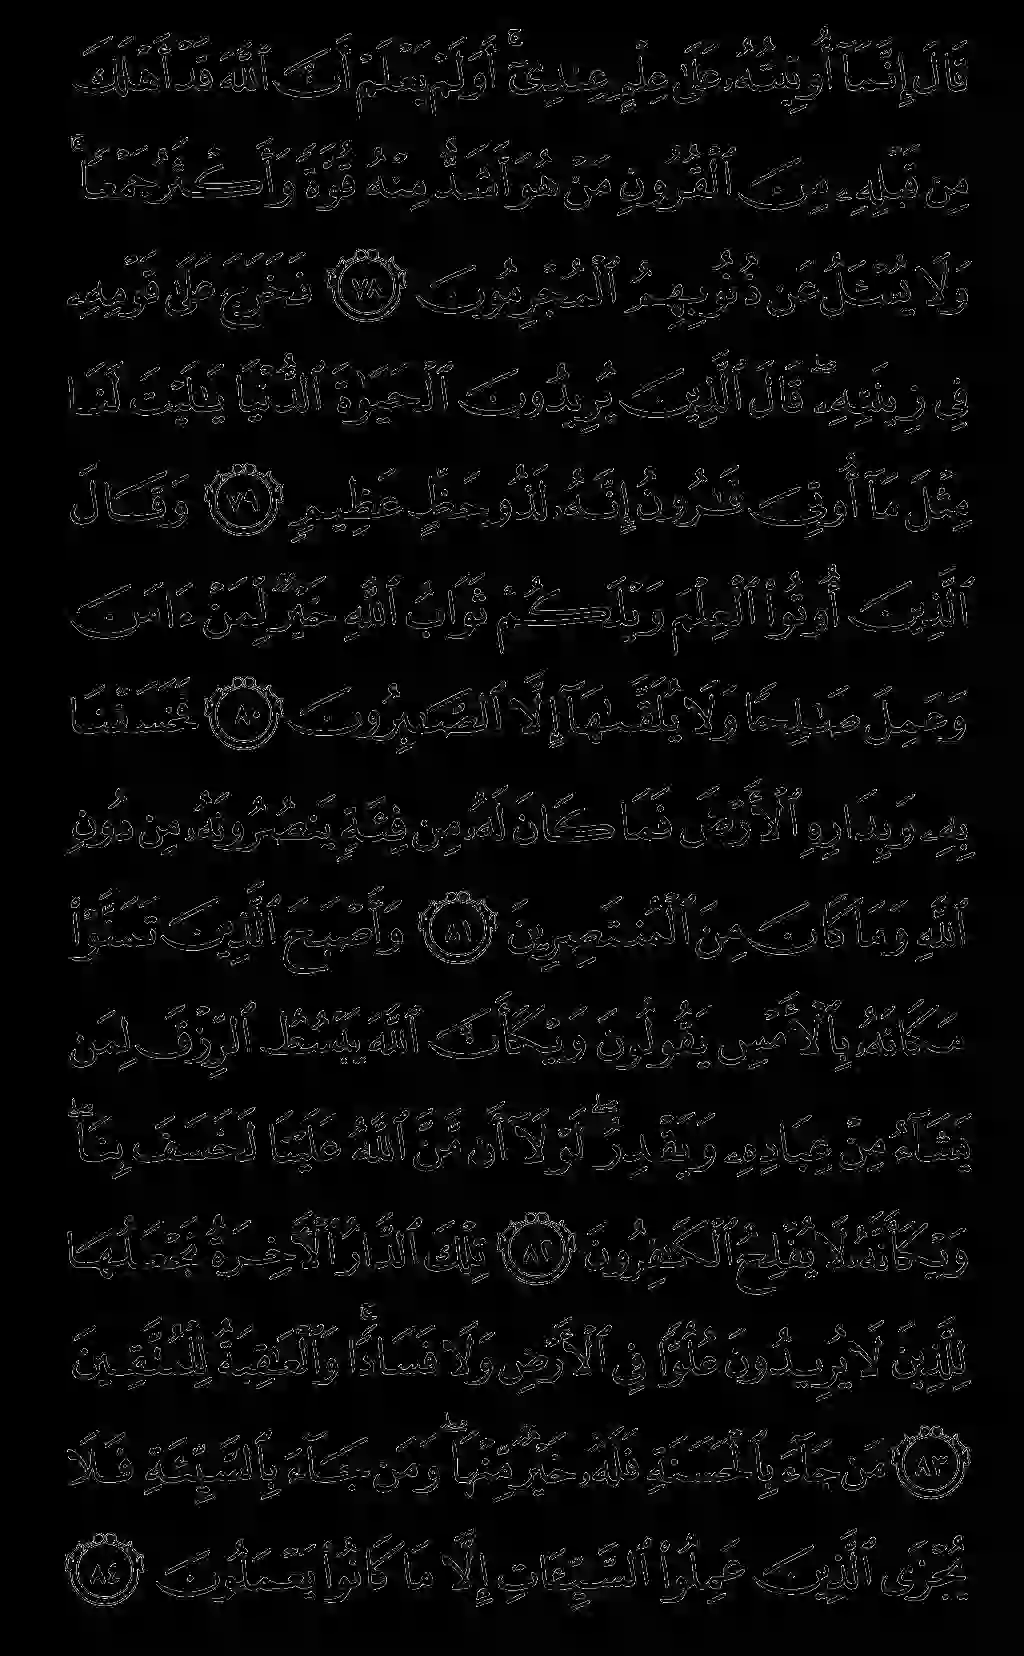 قَالَ إِنَّمَآ أُوتِيتُهُۥ عَلَىٰ عِلْمٍ عِندِىٓ ۚ أَوَلَمْ يَعْلَمْ أَنَّ ٱللَّهَ قَدْ أَهْلَكَ
مِن قَبْلِهِۦ مِنَ ٱلْقُرُونِ مَنْ هُوَ أَشَدُّ مِنْهُ قُوَّةً وَأَكْثَرُ جَمْعًا ۚ
وَلَا يُسْـَٔلُ عَن ذُنُوبِهِمُ ٱلْمُجْرِمُونَ ٧٨ فَخَرَجَ عَلَىٰ قَوْمِهِۦ
فِى زِينَتِهِۦ ۖ قَالَ ٱلَّذِينَ يُرِيدُونَ ٱلْحَيَوٰةَ ٱلدُّنْيَا يَـٰلَيْتَ لَنَا
مِثْلَ مَآ أُوتِىَ قَـٰرُونُ إِنَّهُۥ لَذُو حَظٍّ عَظِيمٍ ٧٩ وَقَالَ
ٱلَّذِينَ أُوتُوا۟ ٱلْعِلْمَ وَيْلَكُمْ ثَوَابُ ٱللَّهِ خَيْرٌ لِّمَنْ ءَامَنَ
وَعَمِلَ صَـٰلِحًا وَلَا يُلَقَّىٰهَآ إِلَّا ٱلصَّـٰبِرُونَ ٨٠ فَخَسَفْنَا
بِهِۦ وَبِدَارِهِ ٱلْأَرْضَ فَمَا كَانَ لَهُۥ مِن فِئَةٍ يَنصُرُونَهُۥ مِن دُونِ
ٱللَّهِ وَمَا كَانَ مِنَ ٱلْمُنتَصِرِينَ ٨١ وَأَصْبَحَ ٱلَّذِينَ تَمَنَّوْا۟
مَكَانَهُۥ بِٱلْأَمْسِ يَقُولُونَ وَيْكَأَنَّ ٱللَّهَ يَبْسُطُ ٱلرِّزْقَ لِمَن
يَشَآءُ مِنْ عِبَادِهِۦ وَيَقْدِرُ ۖ لَوْلَآ أَن مَّنَّ ٱللَّهُ عَلَيْنَا لَخَسَفَ بِنَا ۖ
وَيْكَأَنَّهُۥ لَا يُفْلِحُ ٱلْكَـٰفِرُونَ ٨٢ تِلْكَ ٱلدَّارُ ٱلْـَٔاخِرَةُ نَجْعَلُهَا
لِلَّذِينَ لَا يُرِيدُونَ عُلُوًّا فِى ٱلْأَرْضِ وَلَا فَسَادًا ۚ وَٱلْعَـٰقِبَةُ لِلْمُتَّقِينَ
٨٣ مَن جَآءَ بِٱلْحَسَنَةِ فَلَهُۥ خَيْرٌ مِّنْهَا ۖ وَمَن جَآءَ بِٱلسَّيِّئَةِ فَلَا
يُجْزَى ٱلَّذِينَ عَمِلُوا۟ ٱلسَّيِّـَٔاتِ إِلَّا مَا كَانُوا۟ يَعْمَلُونَ ٨٤